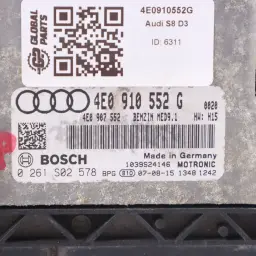 GLOBAL
PARTS
4E0910552G
Audi S8 D3
ID: 6311
4E0 910 552 G
0020
4E0 907 552 BENZIN MED9.1 HW: H15
Made in Germany
BOSCH
1039S24146 MOTRONIC
0 261 S02 578 BPG 010 07-08-15 1348 1242